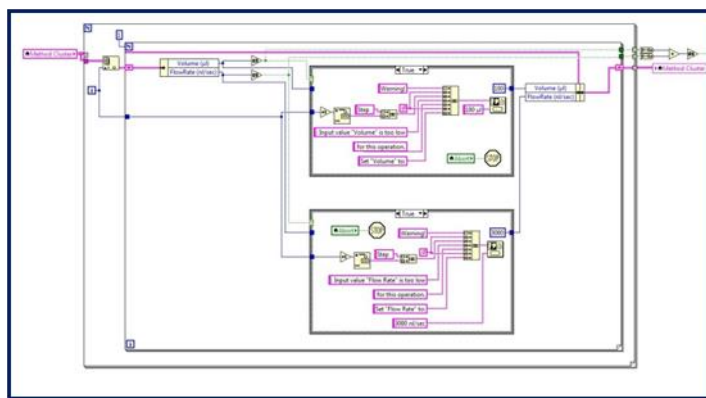 N
Method Cluster
1
N
Volume (µl)
FlowRate (nl/sec)
True
Warning!
100
Volume (µl)
FlowRate (nl/sec)
Method Cluster
Step
100 µl
Input value "Volume" is too low
for this operation.
Set "Volume" to:
Abort
STOP
True
Abort
STOP
Warning!
3000
Step
Input value "Flow Rate" is too low
for this operation.
Set "Flow Rate" to:
3000 nl/sec
i